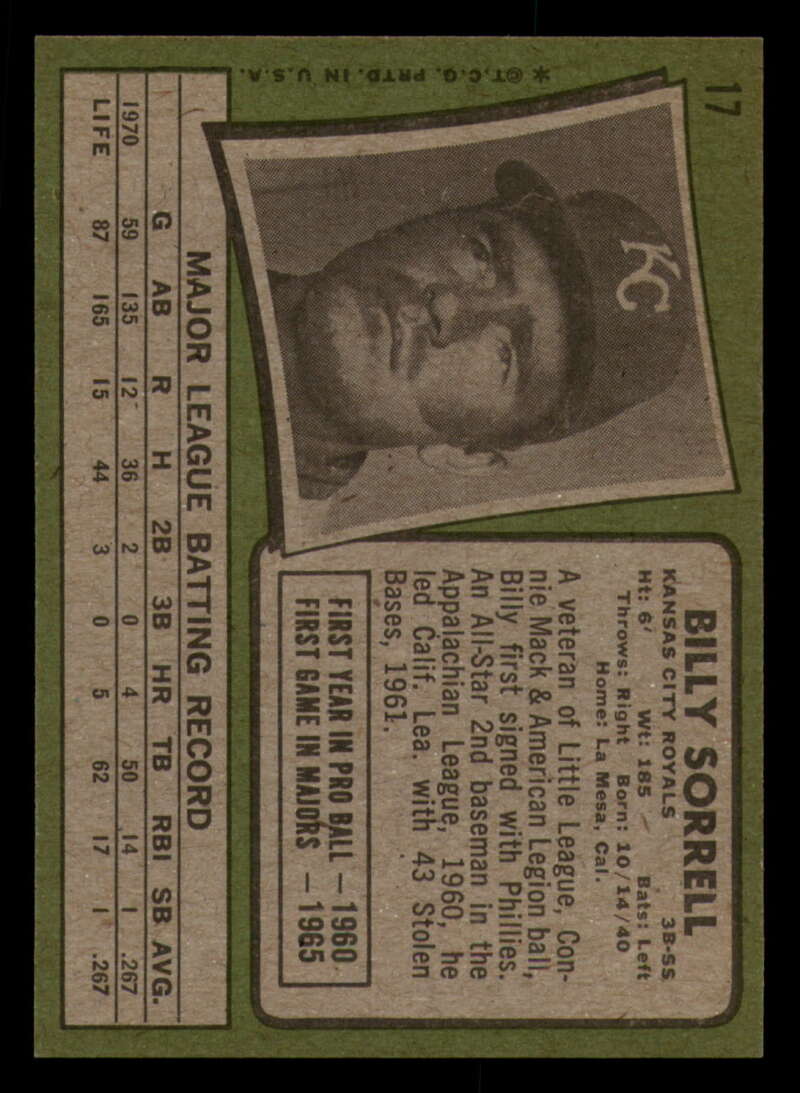 17
KC
BILLY SORRELL
KANSAS CITY ROYALS 3B-SS
Ht: 6' Wt: 185 Bats: Left
Throws: Right Born: 10/14/40
Home: La Mesa, Cal.
A veteran of Little League, Con-
nie Mack & American Legion ball,
Billy first signed with Phillies.
An All-Star 2nd baseman in the
Appalachian League, 1960, he
led Calif. Lea. with 43 Stolen
Bases, 1961.
FIRST YEAR IN PRO BALL — 1960
FIRST GAME IN MAJORS — 1965
MAJOR LEAGUE BATTING RECORD
G AB R H 2B 3B HR TB RBI SB AVG.
1970 59 135 12 36 2 0 4 50 14 1 .267
LIFE 87 165 15 44 3 0 5 62 17 1 .267
* ©T.C.G. PRTD. IN U.S.A.